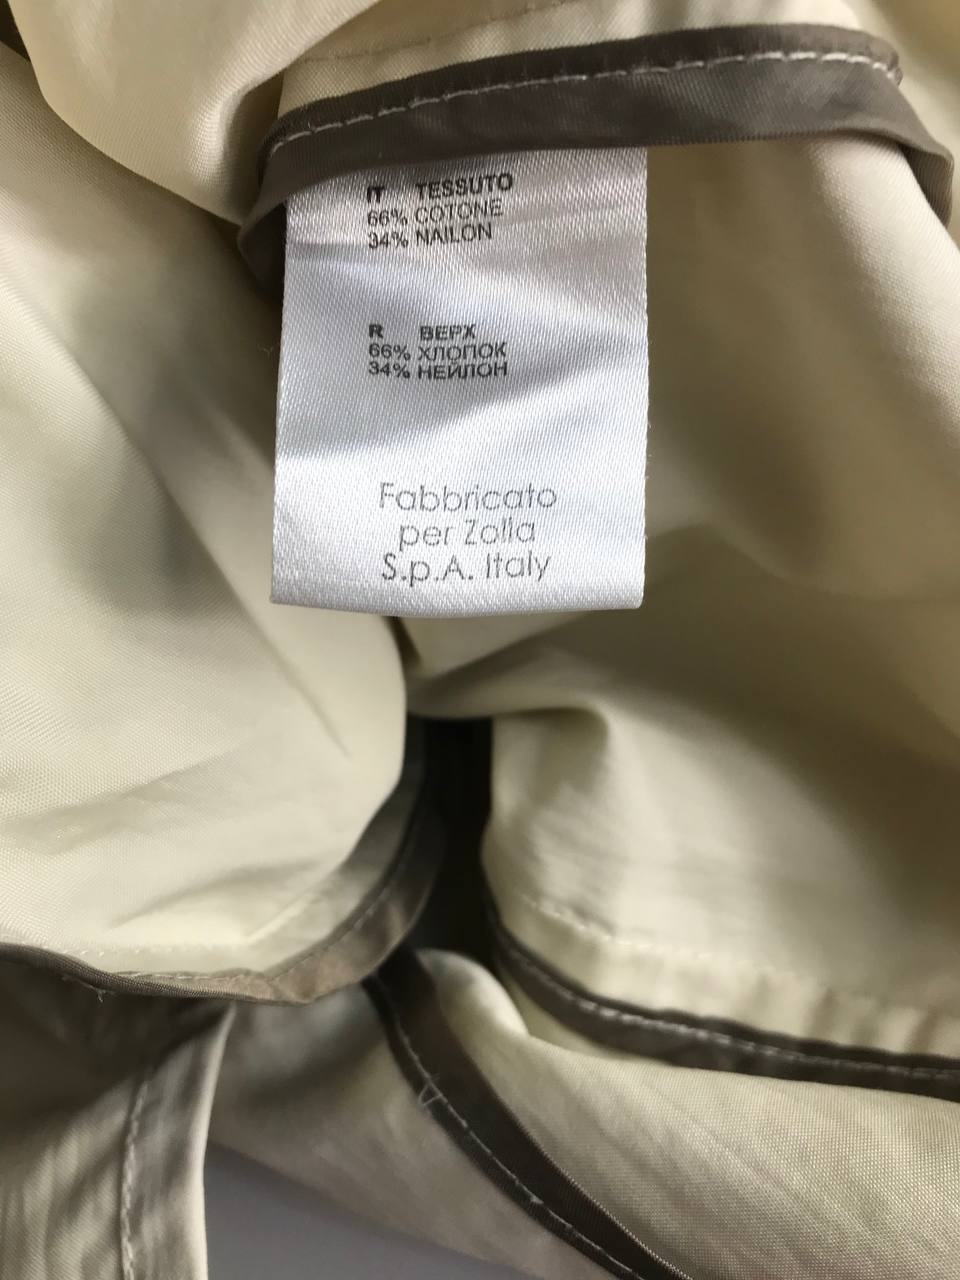 IT TESSUTO
66% COTONE
34% NAILON
R ВЕРХ
66% ХЛОПОК
34% НЕЙЛОН
Fabbricato
per Zolla
S.p.A. Italy